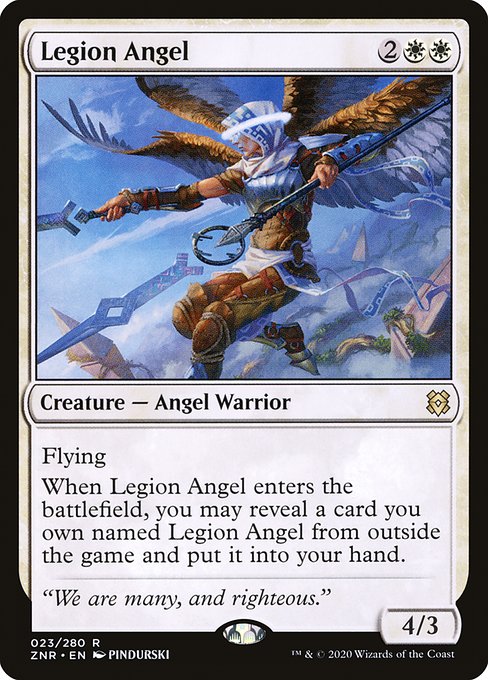 Legion Angel 2
Creature — Angel Warrior
Flying
When Legion Angel enters the
battlefield, you may reveal a card you
own named Legion Angel from outside
the game and put it into your hand.
“We are many, and righteous.”
4/3
023/280 R
ZNR • EN PINDURSKI
™ & © 2020 Wizards of the Coast